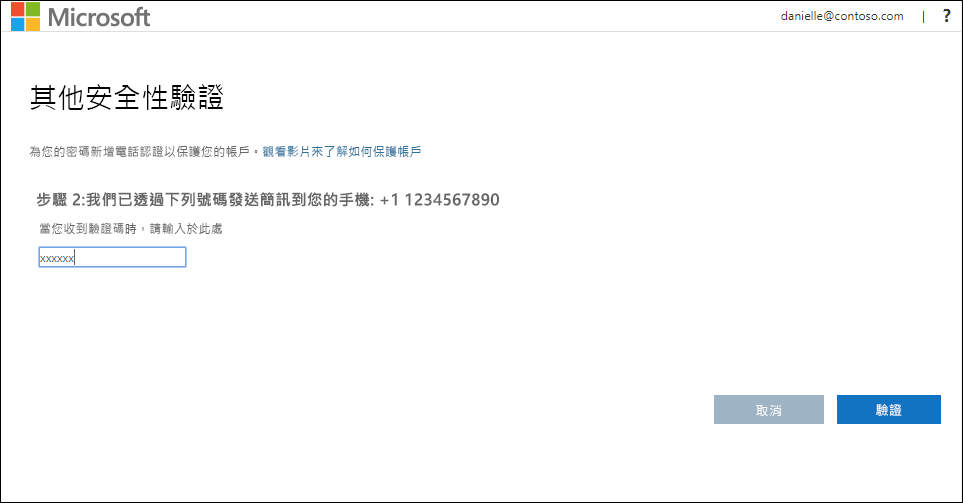 Microsoft
danielle@contoso.com | ?
其他安全性驗證
為您的密碼新增電話認證以保護您的帳戶。觀看影片來了解如何保護帳戶
步驟 2:我們已透過下列號碼發送簡訊到您的手機: +1 1234567890
當您收到驗證碼時，請輸入於此處
xxxxxx
取消 驗證